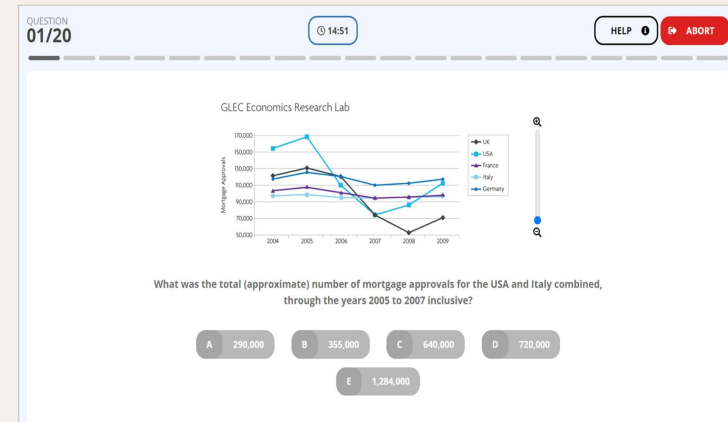 QUESTION
01/20
14:51
HELP
ABORT
GLEC Economics Research Lab
Mortgage Approvals
170,000
150,000
130,000
110,000
90,000
70,000
50,000
2004 2005 2006 2007 2008 2009
UK
USA
France
Italy
Germany
What was the total (approximate) number of mortgage approvals for the USA and Italy combined,
through the years 2005 to 2007 inclusive?
A 290,000 B 355,000 C 640,000 D 720,000
E 1,284,000